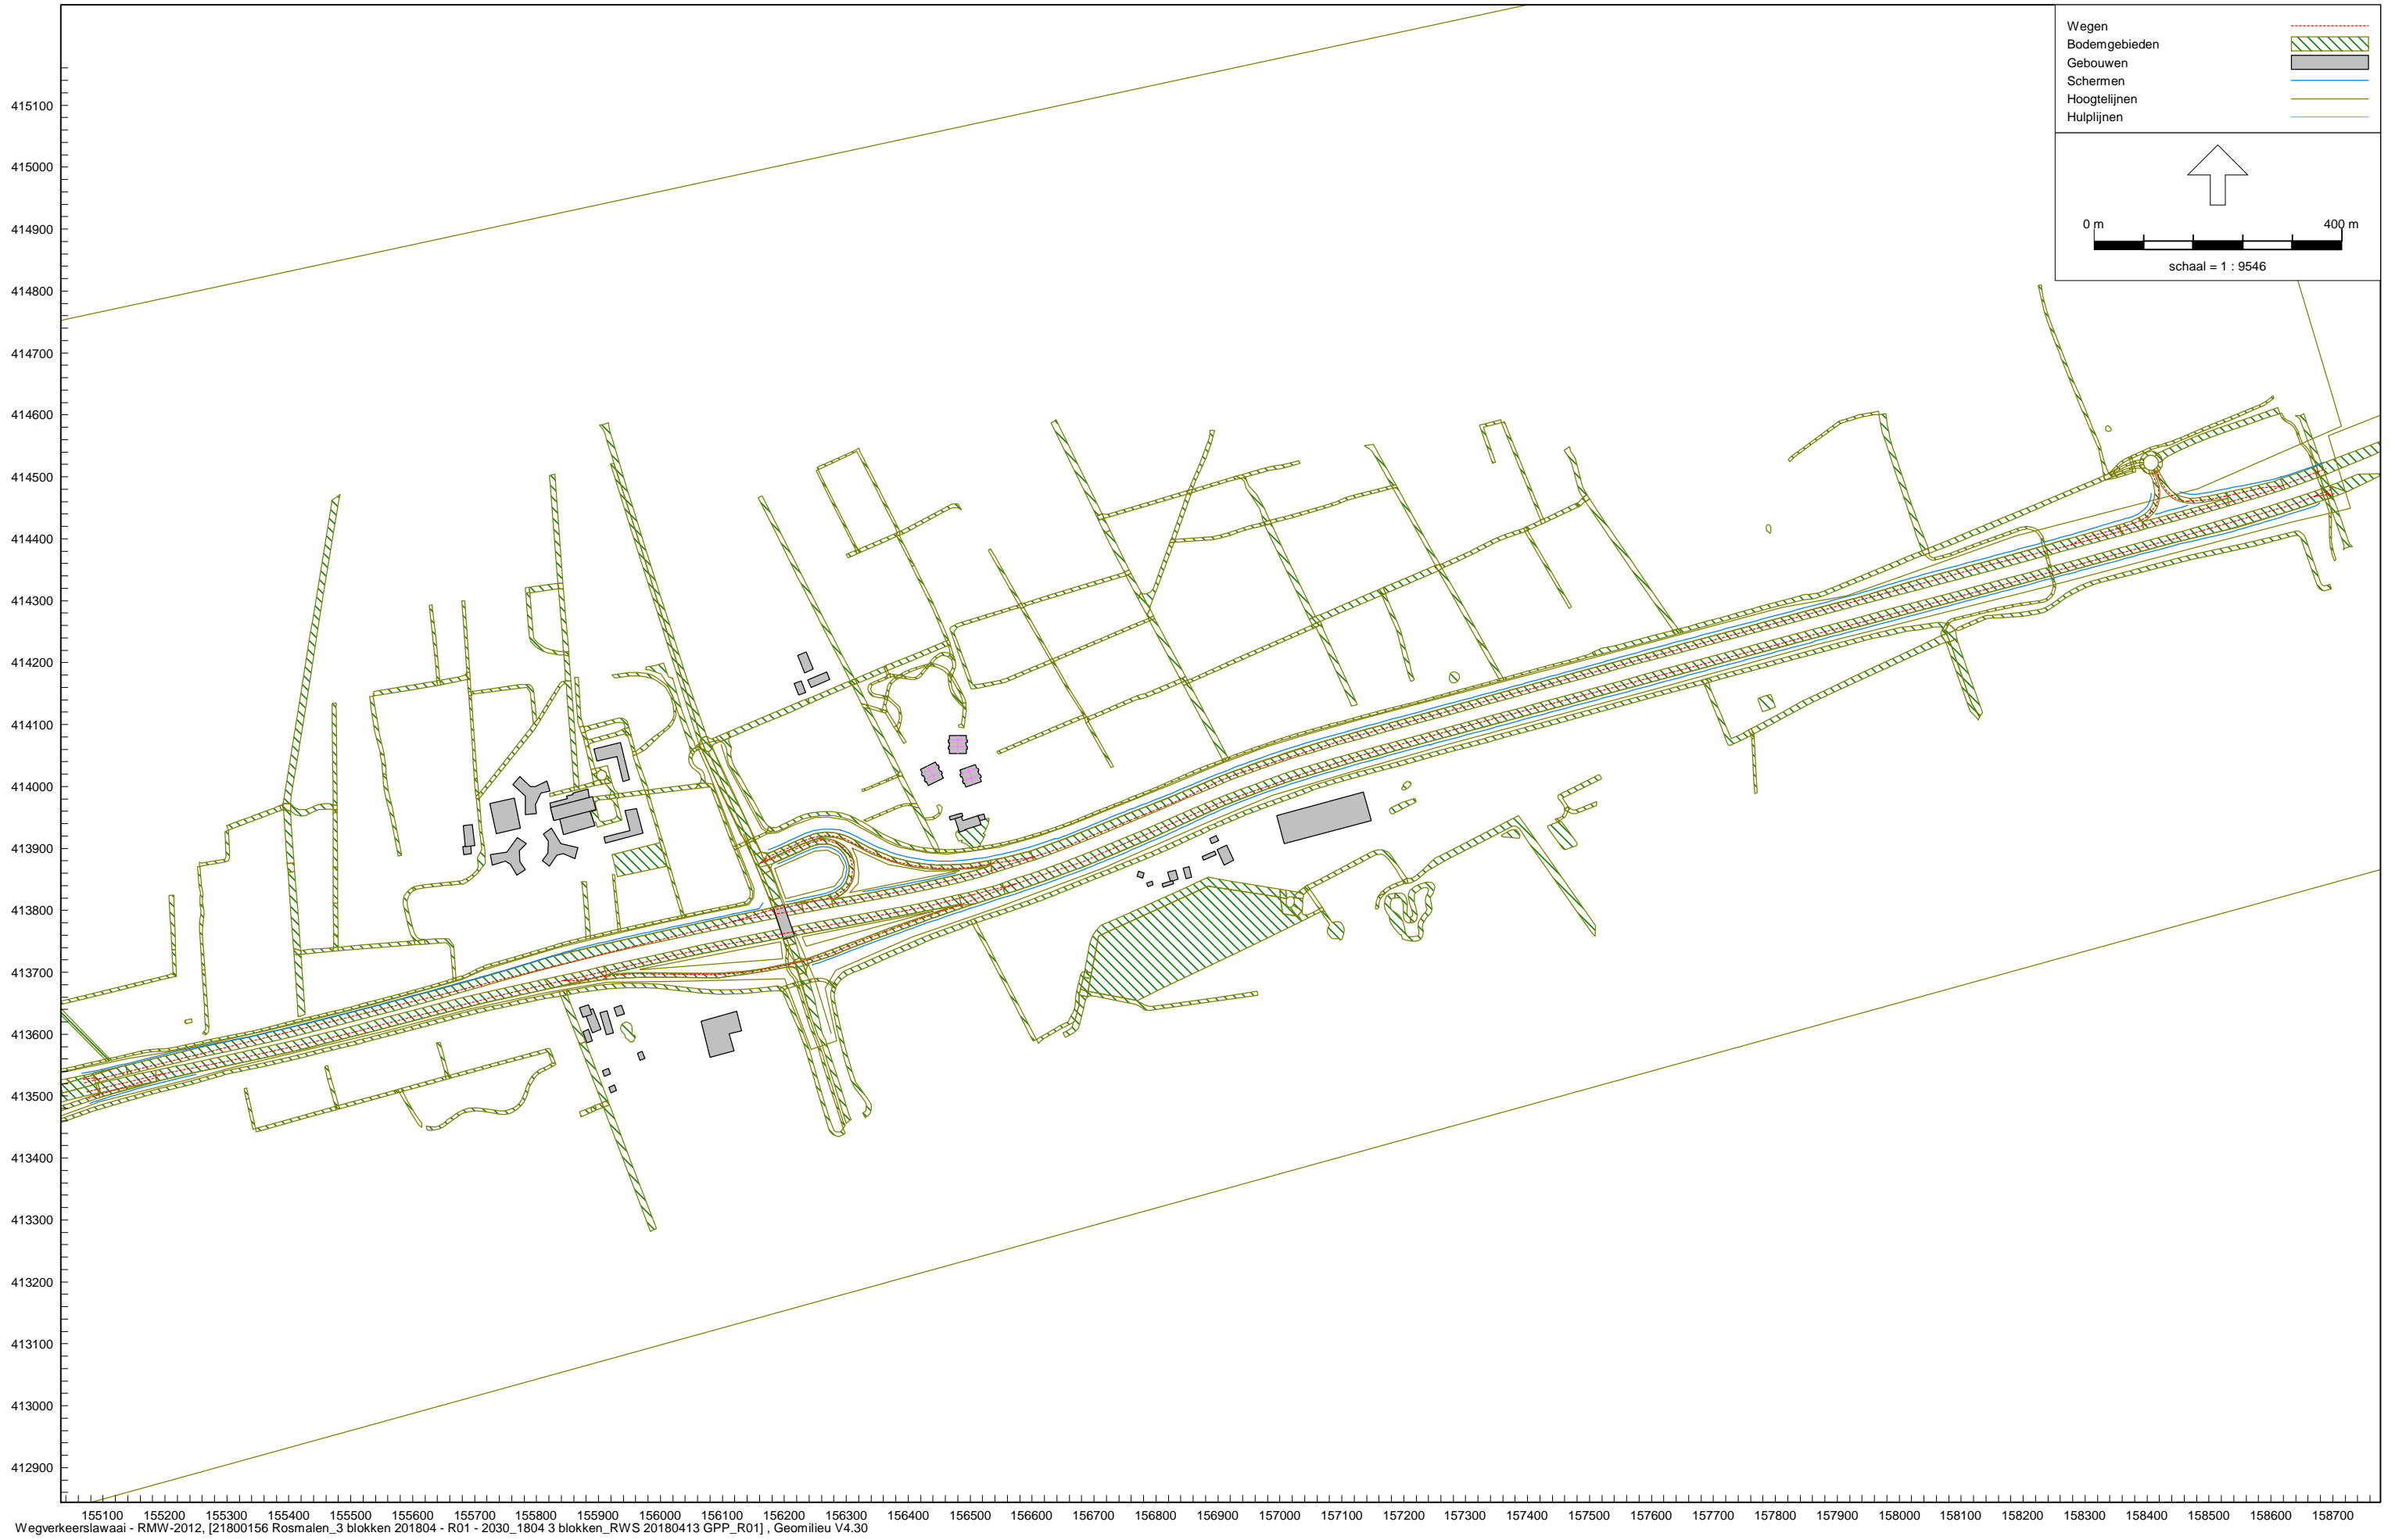 Wegen
Bodemgebieden
Gebouwen
Schermen
Hoogtelijnen
Hulplijnen
0 m 400 m
schaal = 1 : 9546
415100
415000
414900
414800
414700
414600
414500
414400
414300
414200
414100
414000
413900
413800
413700
413600
413500
413400
413300
413200
413100
413000
412900
155100 155200 155300 155400 155500 155600 155700 155800 155900 156000 156100 156200 156300 156400 156500 156600 156700 156800 156900 157000 157100 157200 157300 157400 157500 157600 157700 157800 157900 158000 158100 158200 158300 158400 158500 158600 158700
Wegverkeerslawaai - RMW-2012, [21800156 Rosmalen_3 blokken 201804 - R01 - 2030_1804 3 blokken_RWS 20180413 GPP_R01] , Geomilieu V4.30